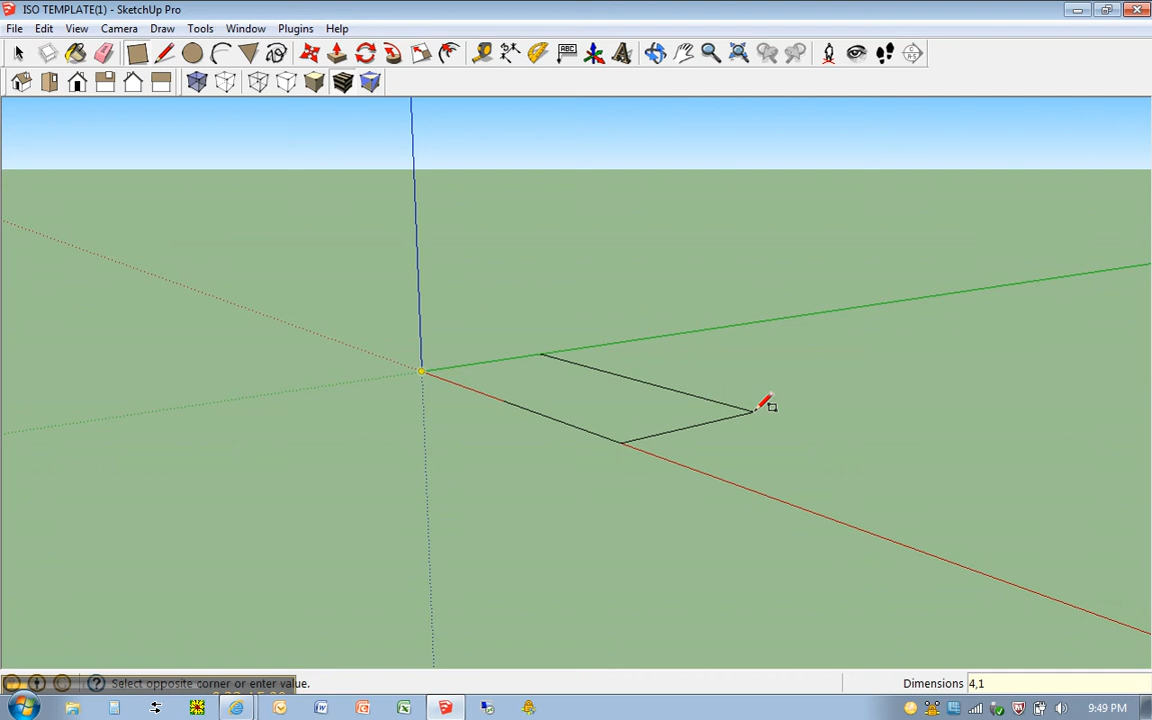 ISO TEMPLATE(1) - SketchUp Pro
File Edit View Camera Draw Tools Window Plugins Help
ABC
Select opposite corner or enter value.
Dimensions 4,1
9:49 PM